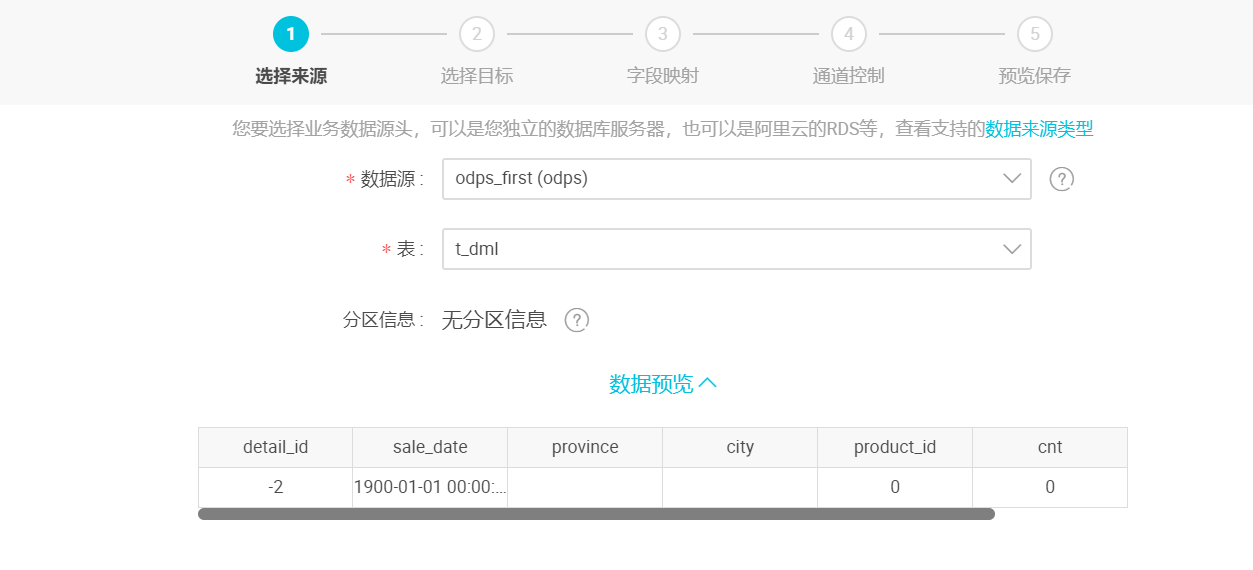 1 2 3 4 5
选择来源 选择目标 字段映射 通道控制 预览保存
您要选择业务数据源头，可以是您独立的数据库服务器，也可以是阿里云的RDS等，查看支持的数据来源类型
* 数据源 : odps_first (odps) ?
* 表 : t_dml
分区信息 : 无分区信息 ?
数据预览
detail_id sale_date province city product_id cnt
-2 1900-01-01 00:00:... 0 0